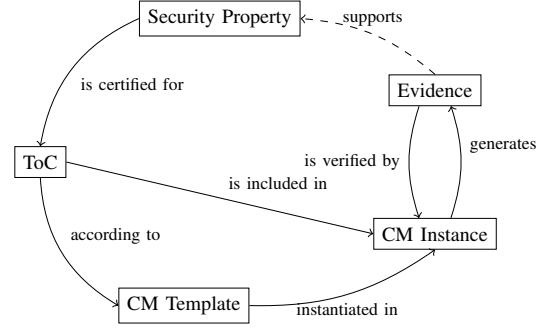 Security Property
supports
is certified for
Evidence
generates
is verified by
ToC
is included in
according to
CM Instance
CM Template
instantiated in